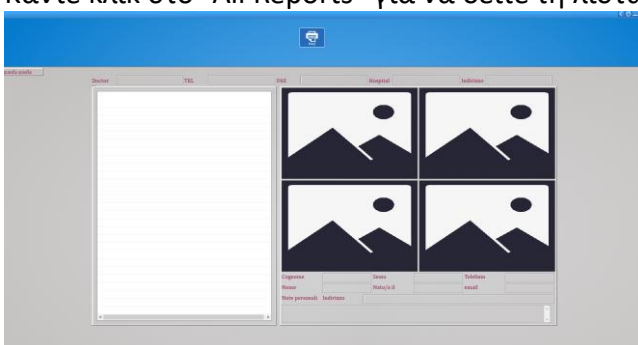 Κάντε κλικ στο "All Reports" για να δείτε τη λίστα
Doctor TEL FAX Hospital Indirizzo
Cognome Sesso Telefono
Nome Nato/a il email
Note personali Indirizzo